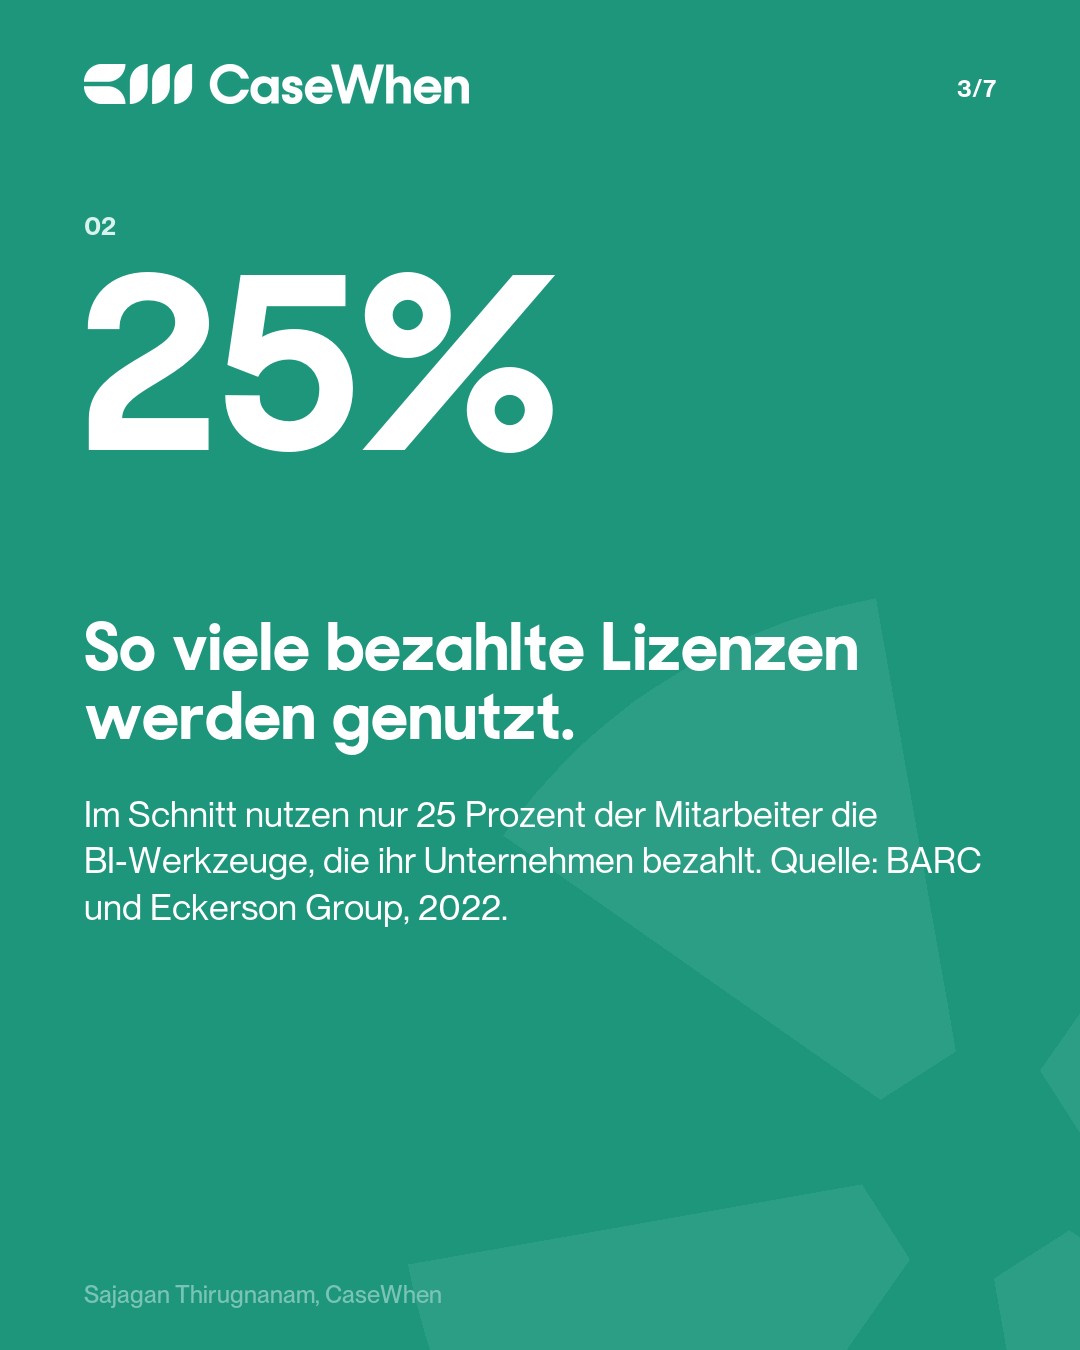 CaseWhen
3/7
02
25%
So viele bezahlte Lizenzen
werden genutzt.
Im Schnitt nutzen nur 25 Prozent der Mitarbeiter die
BI-Werkzeuge, die ihr Unternehmen bezahlt. Quelle: BARC
und Eckerson Group, 2022.
Sajagan Thirugnanam, CaseWhen